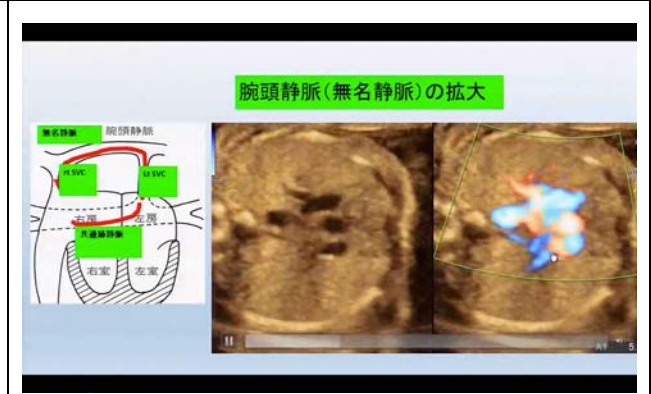 腕頭静脈(無名静脈)の拡大
無名静脈
腕頭静脈
rt SVC
Lt SVC
右房
左房
共通肺静脈
右室
左室